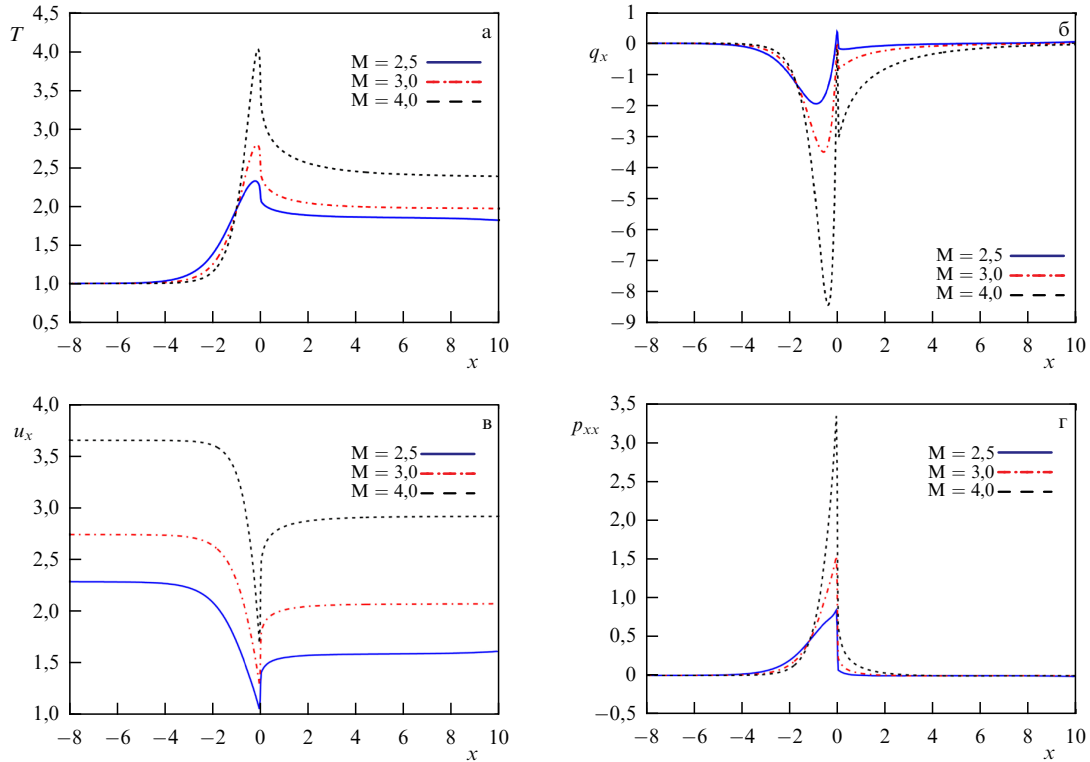 T
4,5
4,0
3,5
3,0
2,5
2,0
1,5
1,0
0,5
а
M = 2,5
M = 3,0
M = 4,0
−8 −6 −4 −2 0 2 4 6 8 10
x
q_x
1
0
−1
−2
−3
−4
−5
−6
−7
−8
−9
б
M = 2,5
M = 3,0
M = 4,0
−8 −6 −4 −2 0 2 4 6 8 10
x
u_x
4,0
3,5
3,0
2,5
2,0
1,5
1,0
в
M = 2,5
M = 3,0
M = 4,0
−8 −6 −4 −2 0 2 4 6 8 10
x
p_xx
3,5
3,0
2,5
2,0
1,5
1,0
0,5
0
−0,5
г
M = 2,5
M = 3,0
M = 4,0
−8 −6 −4 −2 0 2 4 6 8 10
x